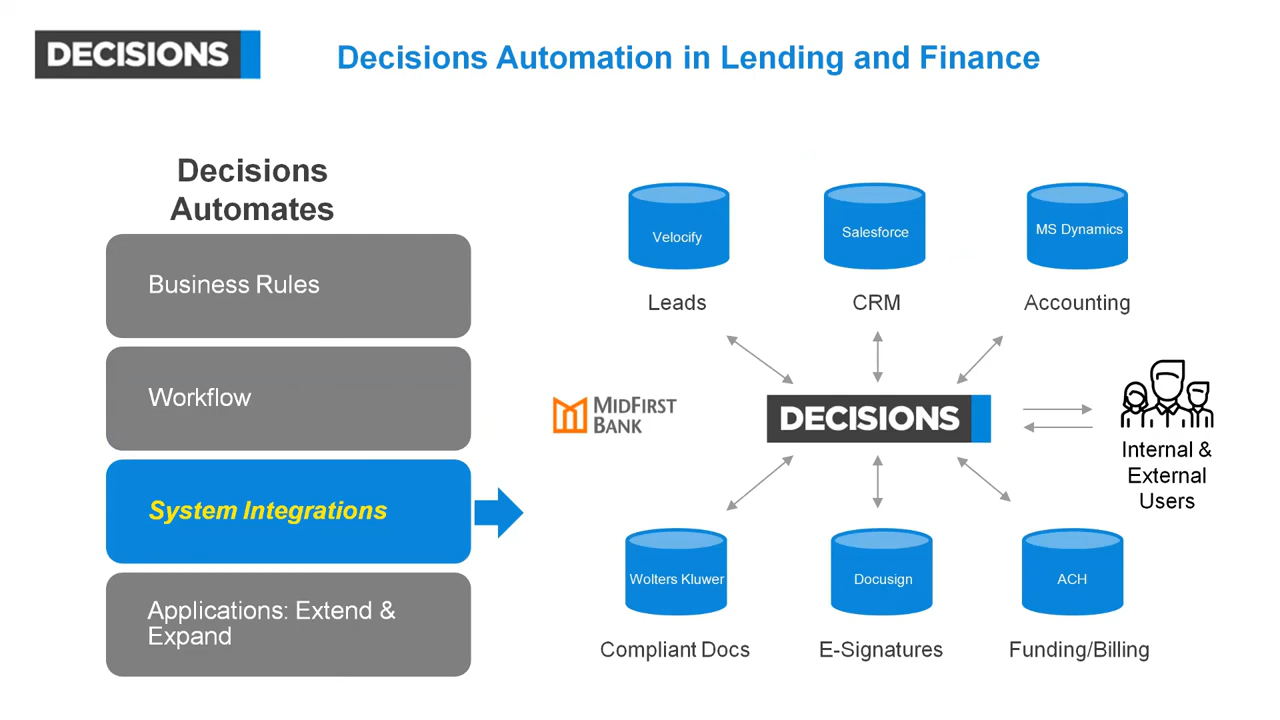 DECISIONS
Decisions Automation in Lending and Finance
Decisions
Automates
Business Rules
Workflow
System Integrations
Applications: Extend &
Expand
Velocify
Salesforce
MS Dynamics
Leads
CRM
Accounting
MIDFIRST
BANK
DECISIONS
Internal &
External
Users
Wolters Kluwer
Docusign
ACH
Compliant Docs
E-Signatures
Funding/Billing